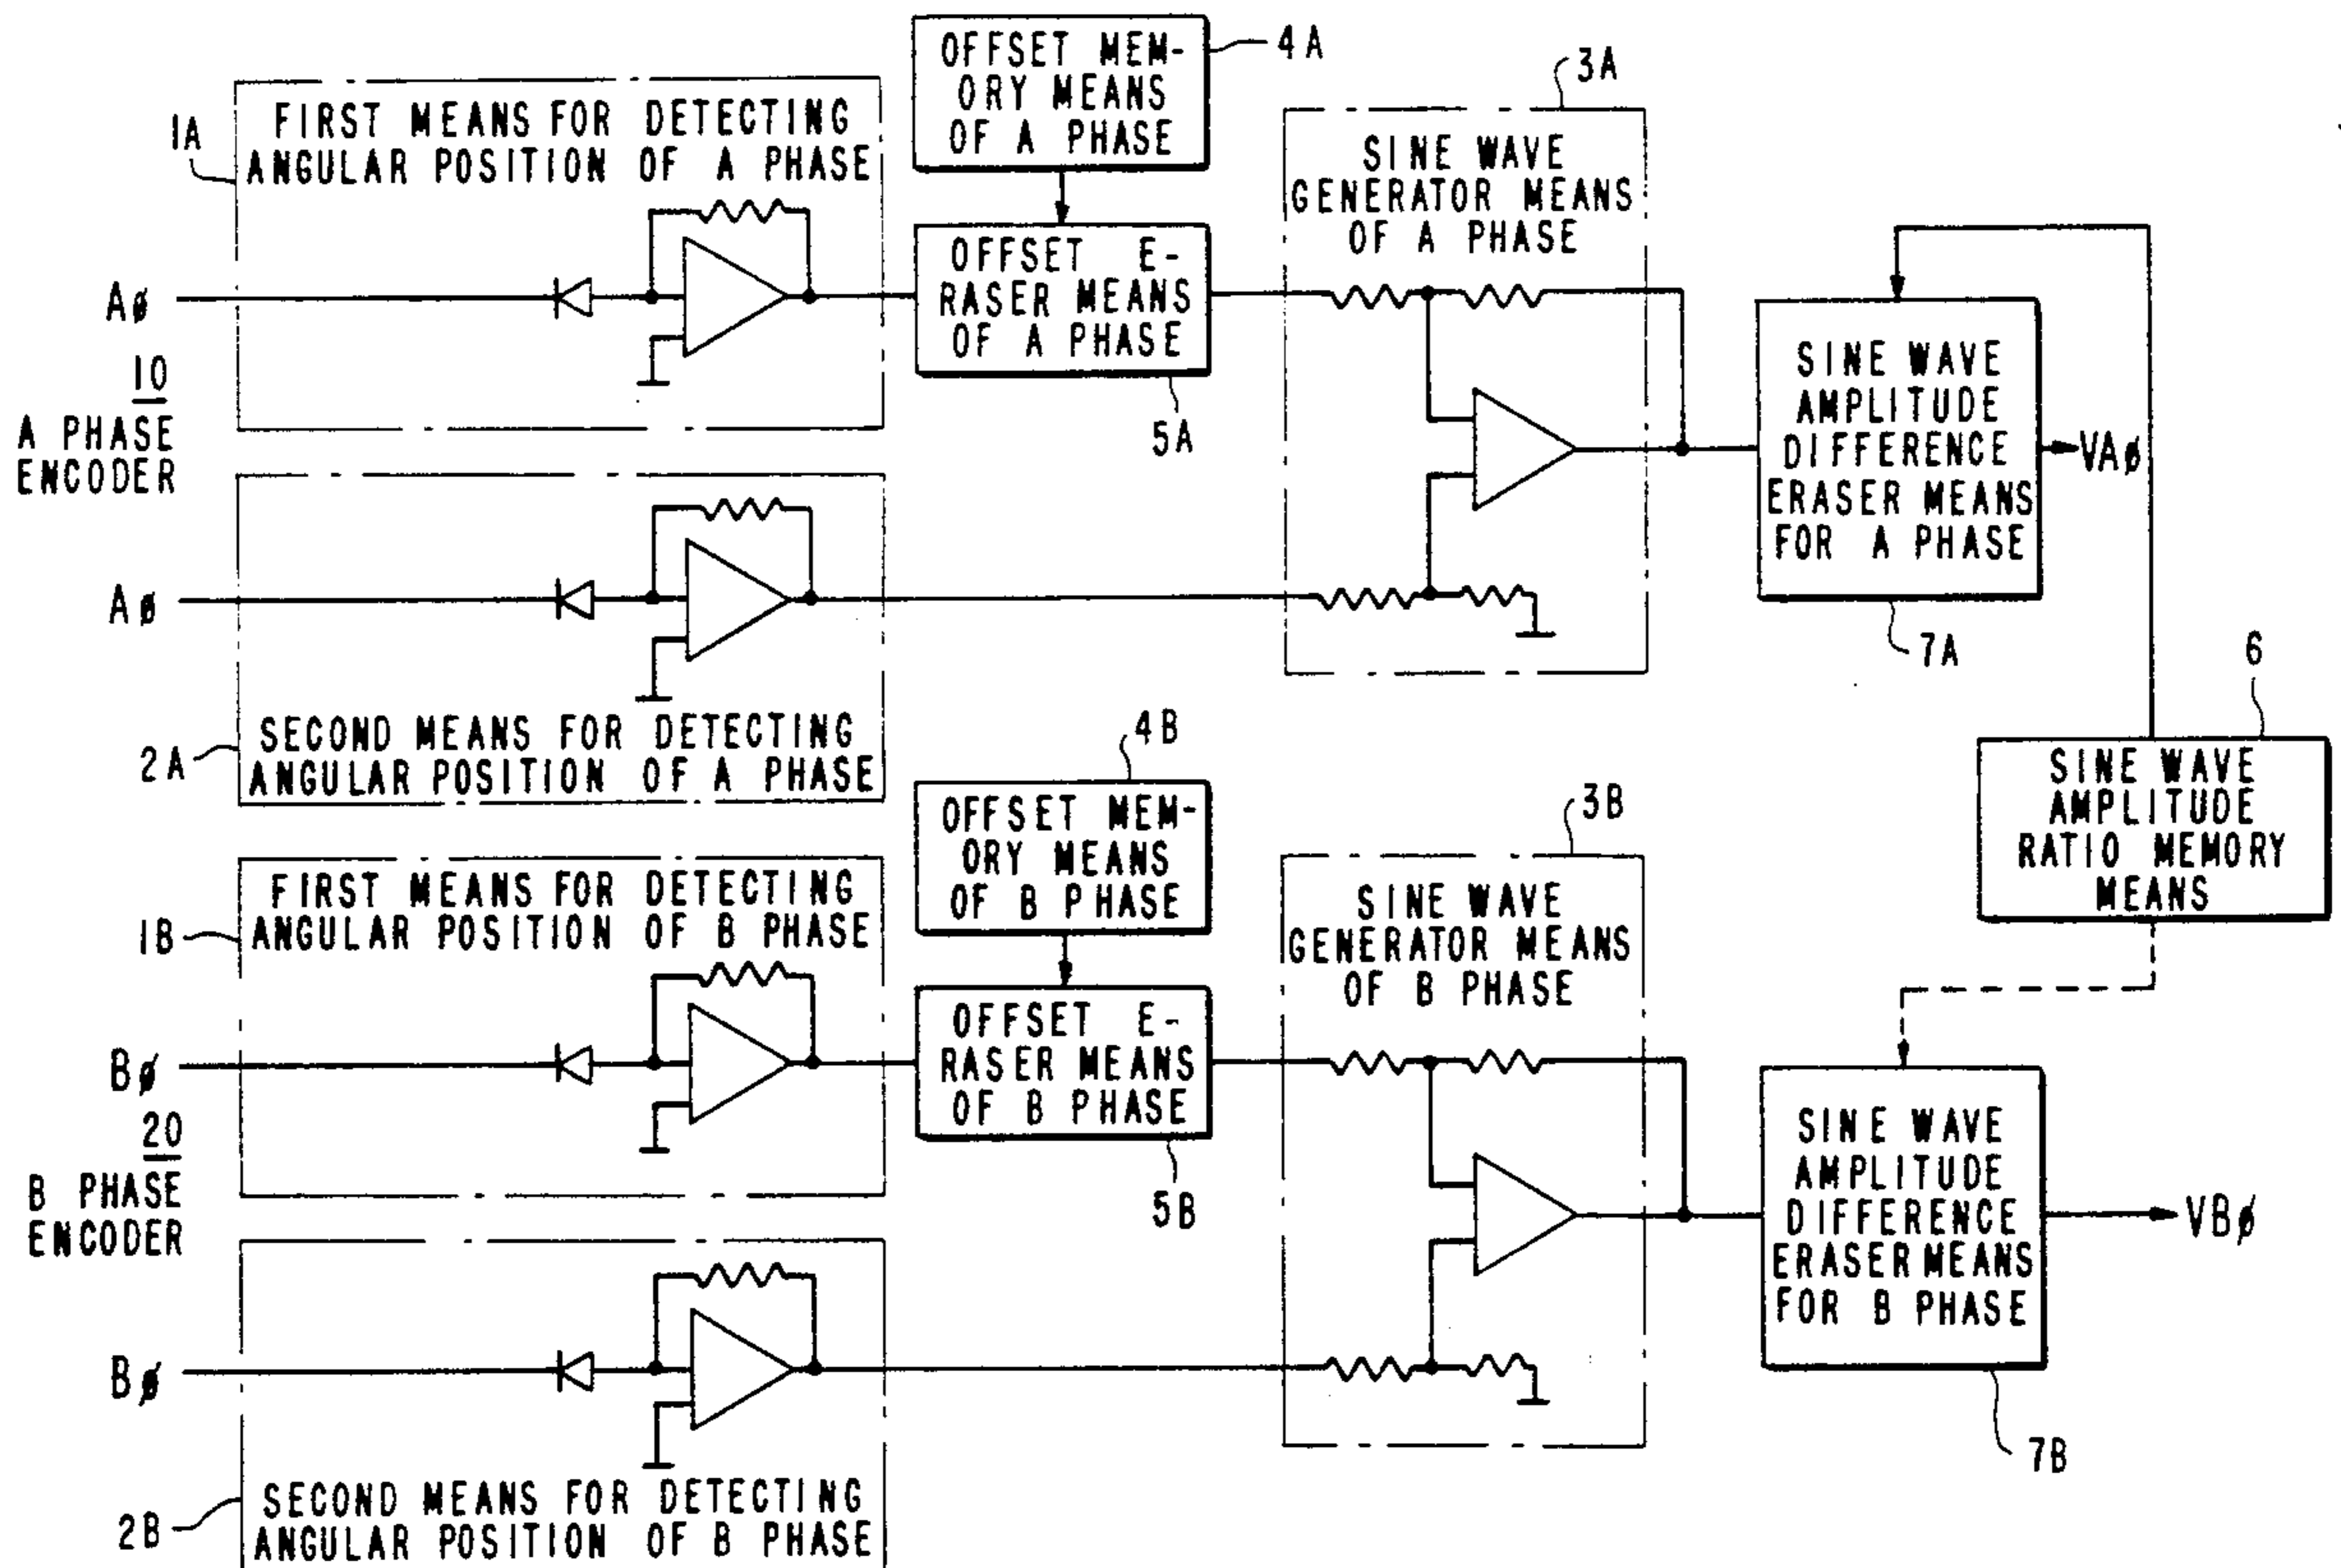 OFFSET MEM-
ORY MEANS
OF A PHASE
4A
1A
FIRST MEANS FOR DETECTING
ANGULAR POSITION OF A PHASE
3A
SINE WAVE
GENERATOR MEANS
OF A PHASE
Aø
OFFSET E-
RASER MEANS
OF A PHASE
5A
SINE WAVE
AMPLITUDE
DIFFERENCE
ERASER MEANS
FOR A PHASE
VAø
7A
10
A PHASE
ENCODER
Aø
SECOND MEANS FOR DETECTING
ANGULAR POSITION OF A PHASE
2A
6
SINE WAVE
AMPLITUDE
RATIO MEMORY
MEANS
4B
OFFSET MEM-
ORY MEANS
OF B PHASE
3B
FIRST MEANS FOR DETECTING
ANGULAR POSITION OF B PHASE
1B
SINE WAVE
GENERATOR MEANS
OF B PHASE
Bø
OFFSET E-
RASER MEANS
OF B PHASE
5B
20
B PHASE
ENCODER
SINE WAVE
AMPLITUDE
DIFFERENCE
ERASER MEANS
FOR B PHASE
VBø
7B
Bø
SECOND MEANS FOR DETECTING
ANGULAR POSITION OF B PHASE
2B